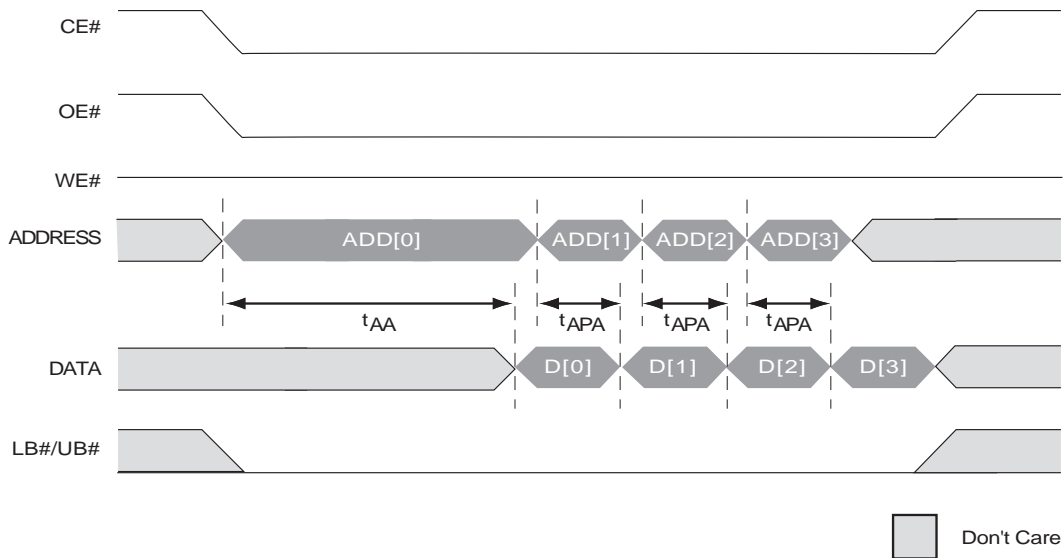 CE#
OE#
WE#
ADDRESS ADD[0] ADD[1] ADD[2] ADD[3]
tAA tAPA tAPA tAPA
DATA D[0] D[1] D[2] D[3]
LB#/UB#
Don't Care